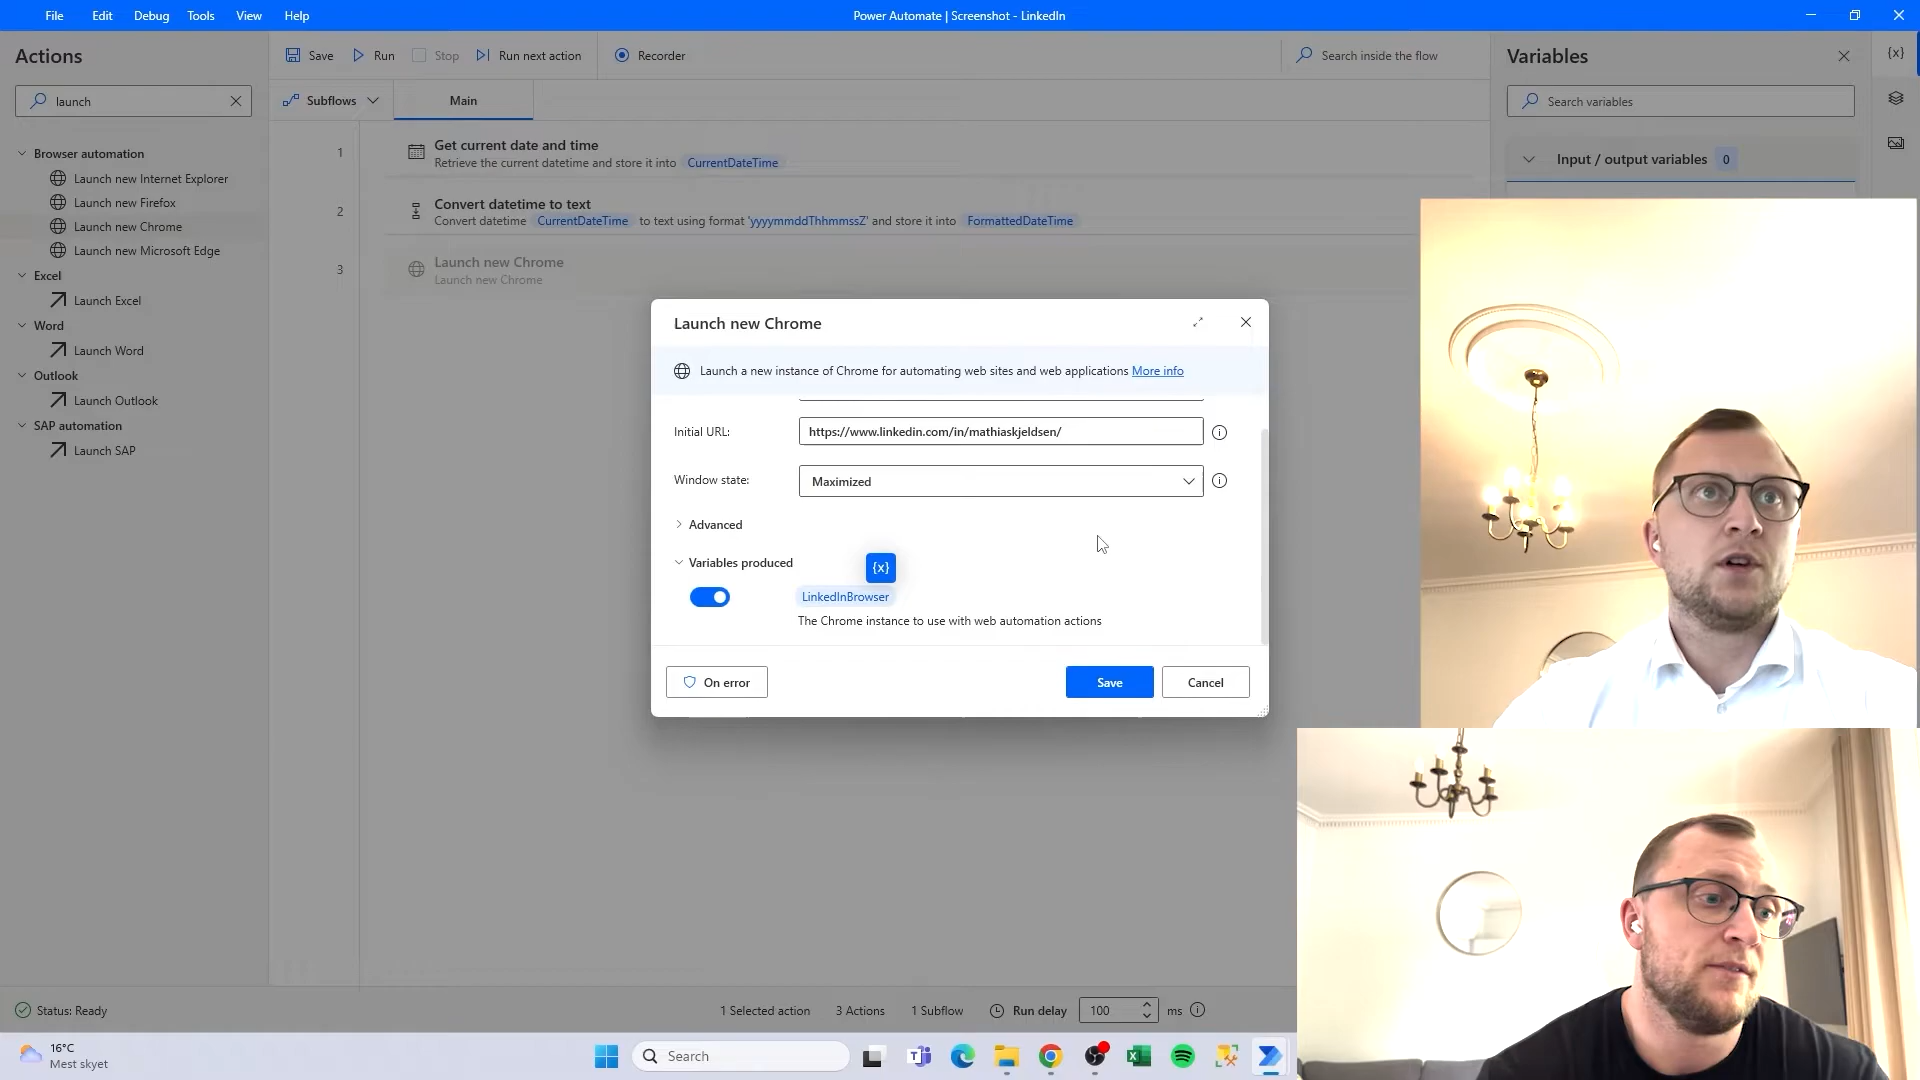 File Edit Debug Tools View Help
Power Automate | Screenshot - LinkedIn
Actions
launch
Browser automation
Launch new Internet Explorer
Launch new Firefox
Launch new Chrome
Launch new Microsoft Edge
Excel
Launch Excel
Word
Launch Word
Outlook
Launch Outlook
SAP automation
Launch SAP
Save Run Stop Run next action Recorder
Search inside the flow
Subflows Main
1 Get current date and time
Retrieve the current datetime and store it into CurrentDateTime
2 Convert datetime to text
Convert datetime CurrentDateTime to text using format 'yyyymmddThhmmssZ' and store it into FormattedDateTime
3 Launch new Chrome
Launch new Chrome
Launch new Chrome
Launch a new instance of Chrome for automating web sites and web applications More info
Initial URL: https://www.linkedin.com/in/mathiaskjeldsen/
Window state: Maximized
Advanced
Variables produced
{x}
LinkedInBrowser
The Chrome instance to use with web automation actions
On error Save Cancel
Variables
{x}
Search variables
Input / output variables 0
Status: Ready 1 Selected action 3 Actions 1 Subflow Run delay 100 ms
16°C
Mest skyet
Search